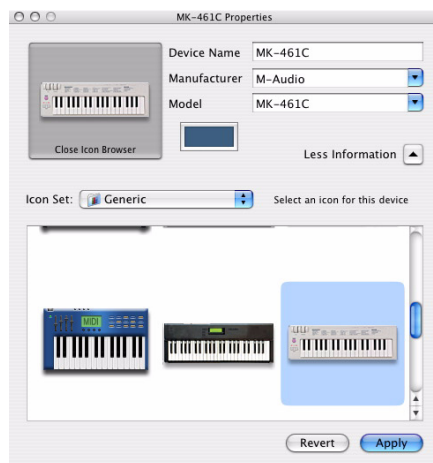 MK-461C Properties
Device Name MK-461C
Manufacturer M-Audio
Model MK-461C
Close Icon Browser
Less Information
Icon Set: Generic Select an icon for this device
MIDI
Revert Apply